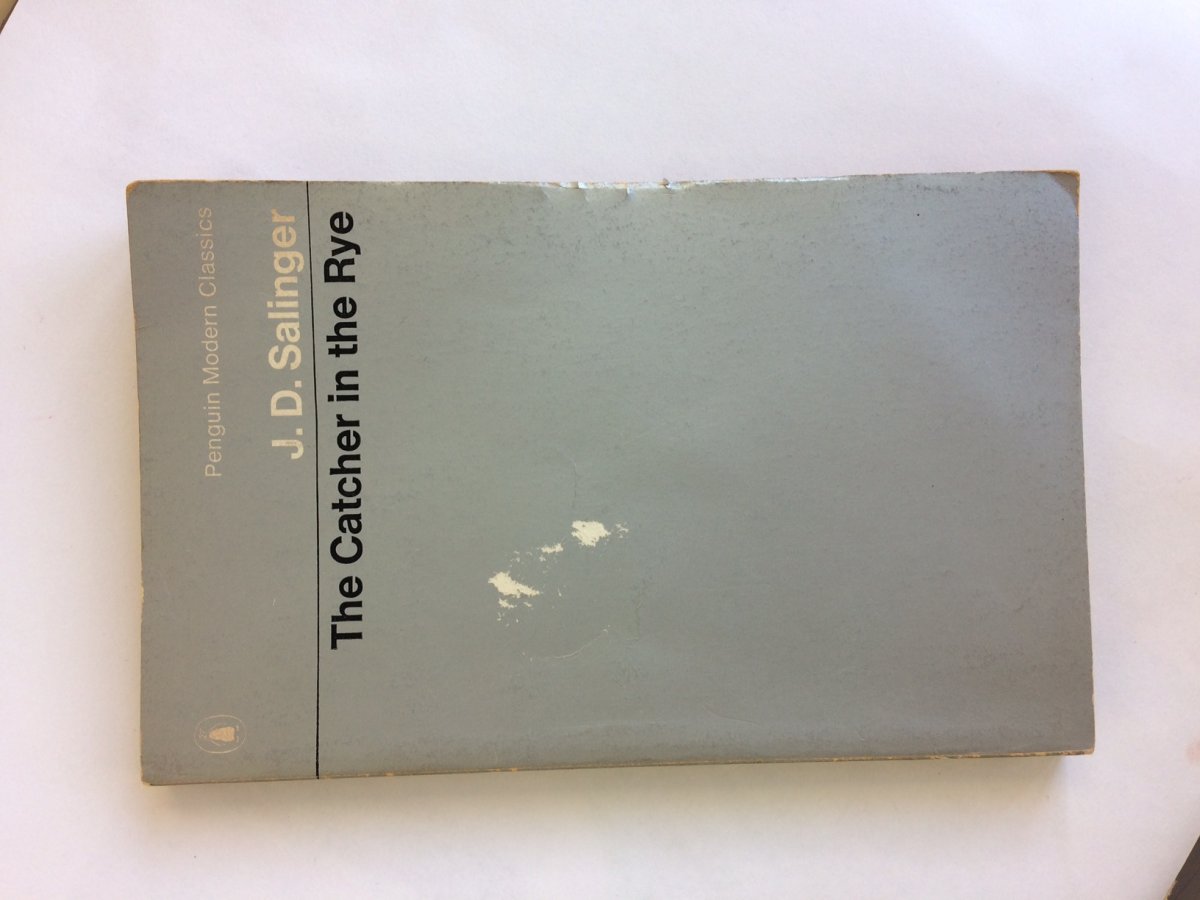 Penguin Modern Classics
J. D. Salinger
The Catcher in the Rye